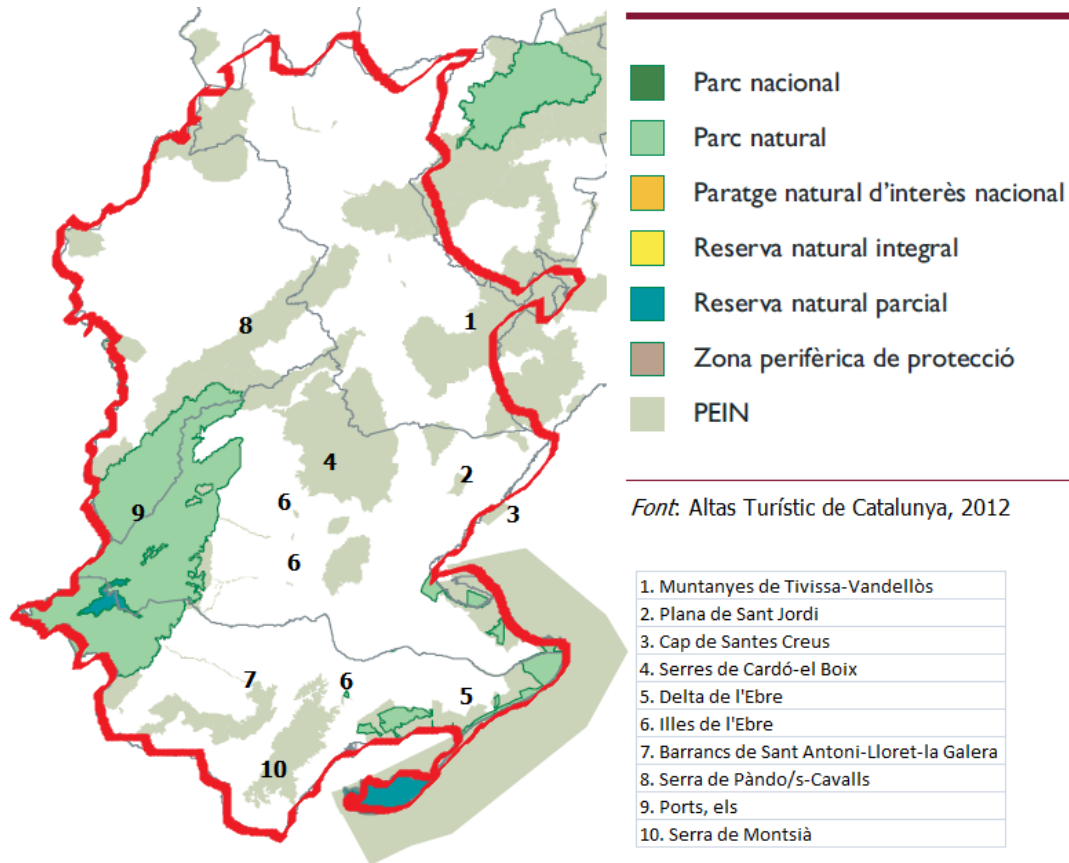 Parc nacional
Parc natural
Paratge natural d'interès nacional
Reserva natural integral
Reserva natural parcial
Zona perifèrica de protecció
PEIN
Font: Altas Turístic de Catalunya, 2012
1. Muntanyes de Tivissa-Vandellòs
2. Plana de Sant Jordi
3. Cap de Santes Creus
4. Serres de Cardó-el Boix
5. Delta de l'Ebre
6. Illes de l'Ebre
7. Barrancs de Sant Antoni-Lloret-la Galera
8. Serra de Pàndo/s-Cavalls
9. Ports, els
10. Serra de Montsià
8
1
4
2
6
3
9
6
7
6
5
10